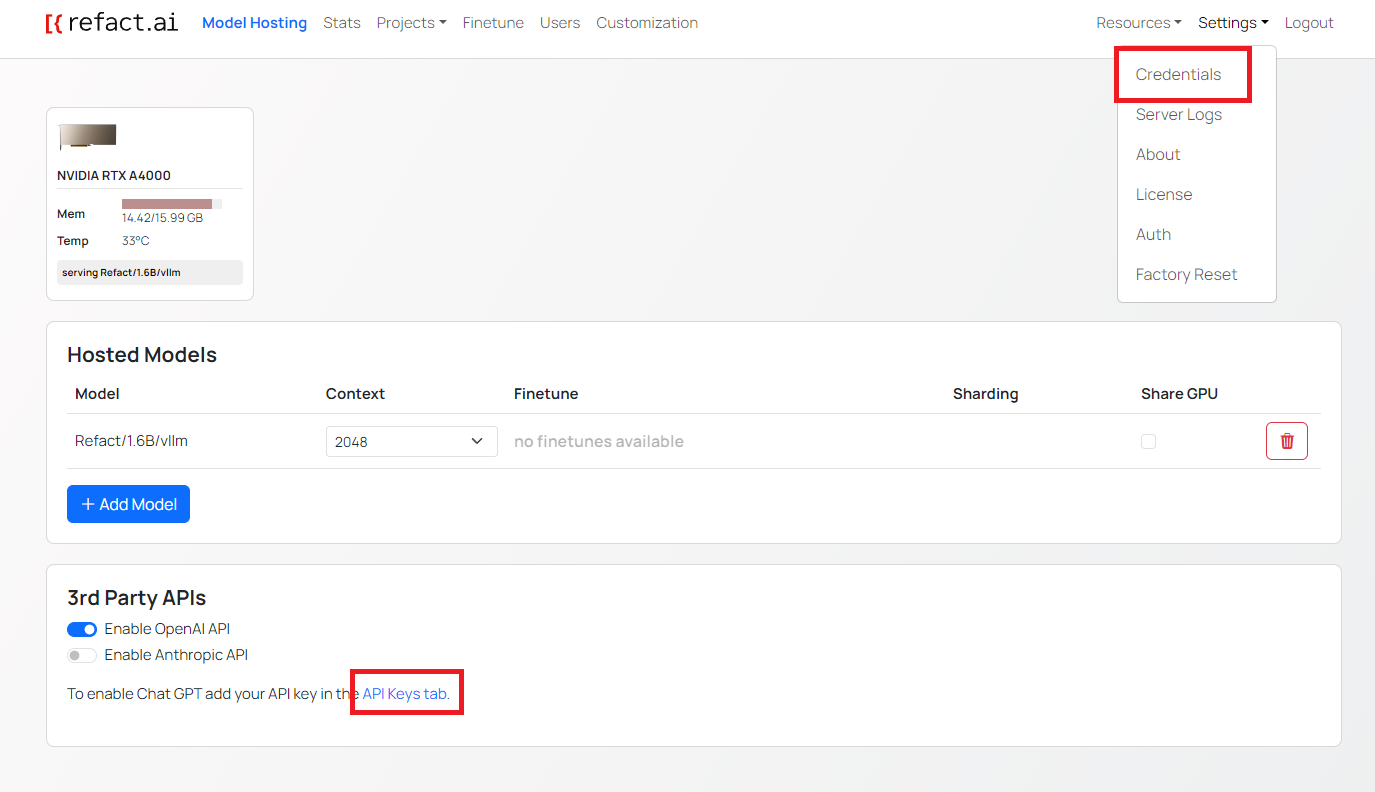 refact.ai Model Hosting Stats Projects Finetune Users Customization Resources Settings Logout
Credentials
Server Logs
About
License
Auth
Factory Reset
NVIDIA RTX A4000
Mem 14.42/15.99 GB
Temp 33°C
serving Refact/1.6B/vllm
Hosted Models
Model Context Finetune Sharding Share GPU
Refact/1.6B/vllm 2048 no finetunes available
+ Add Model
3rd Party APIs
Enable OpenAI API
Enable Anthropic API
To enable Chat GPT add your API key in the API Keys tab.